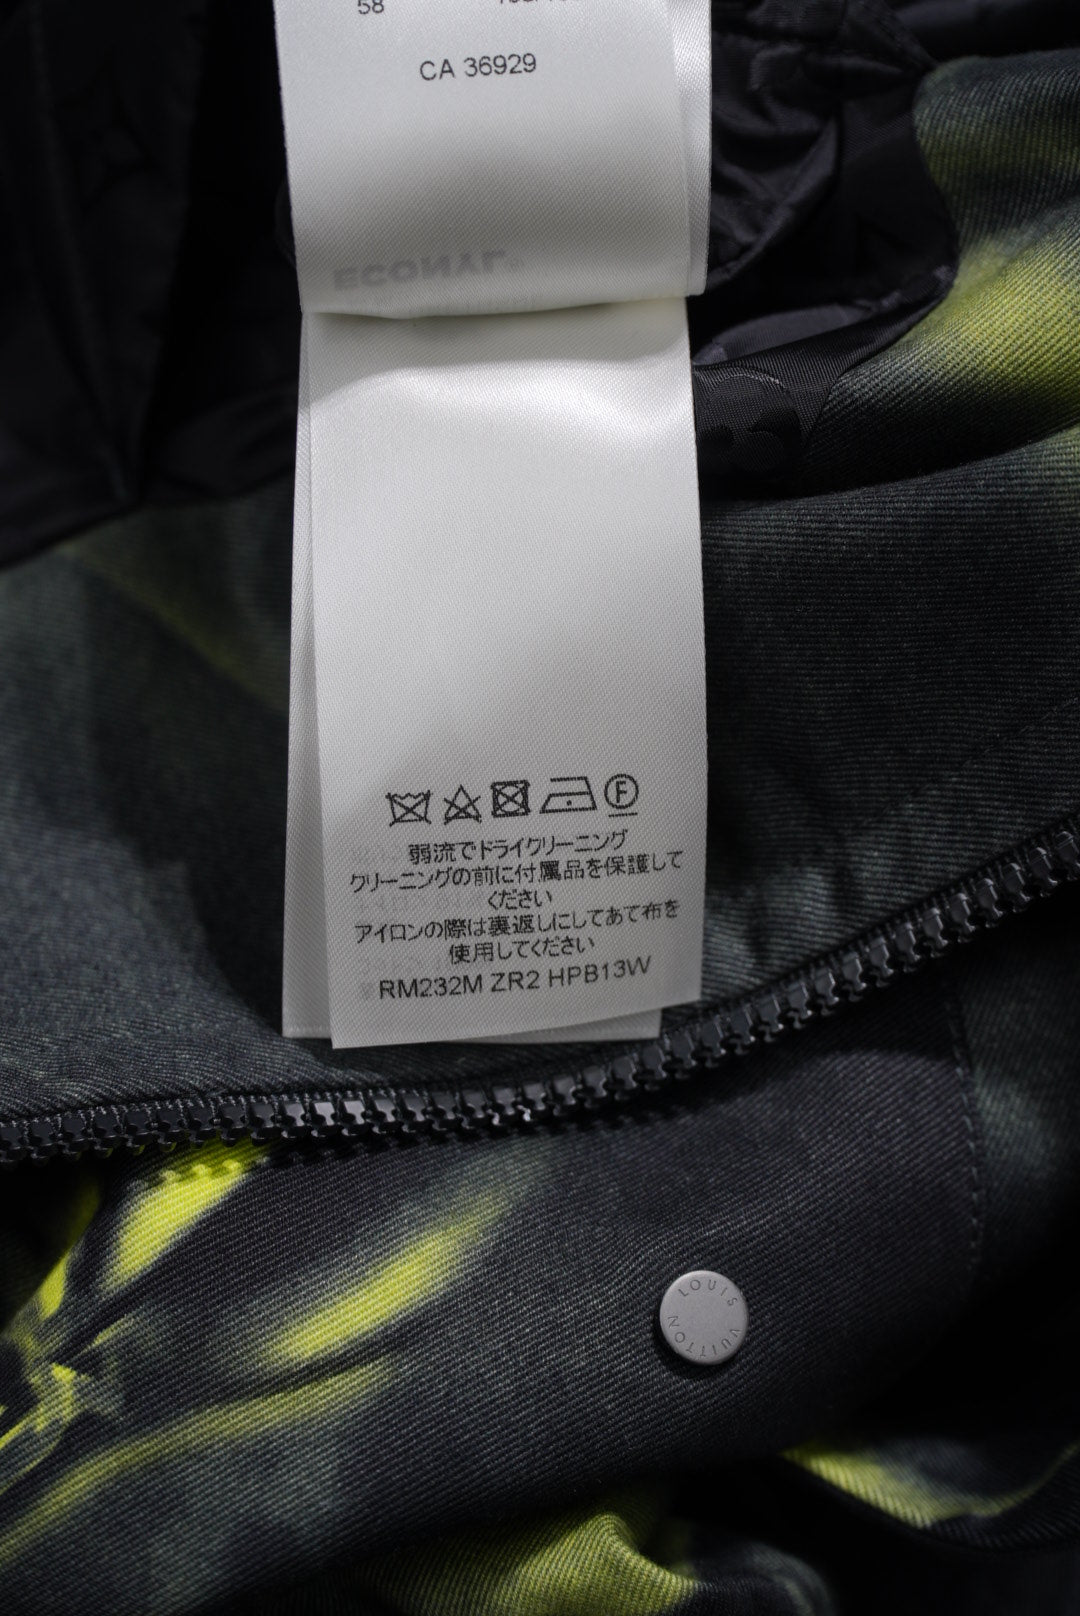 58
CA 36929
ECONYL®
F
弱流でドライクリーニング
クリーニングの前に付属品を保護して
ください
アイロンの際は裏返しにしてあて布を
使用してください
RM232M ZR2 HPB13W
LOUIS VUITTON